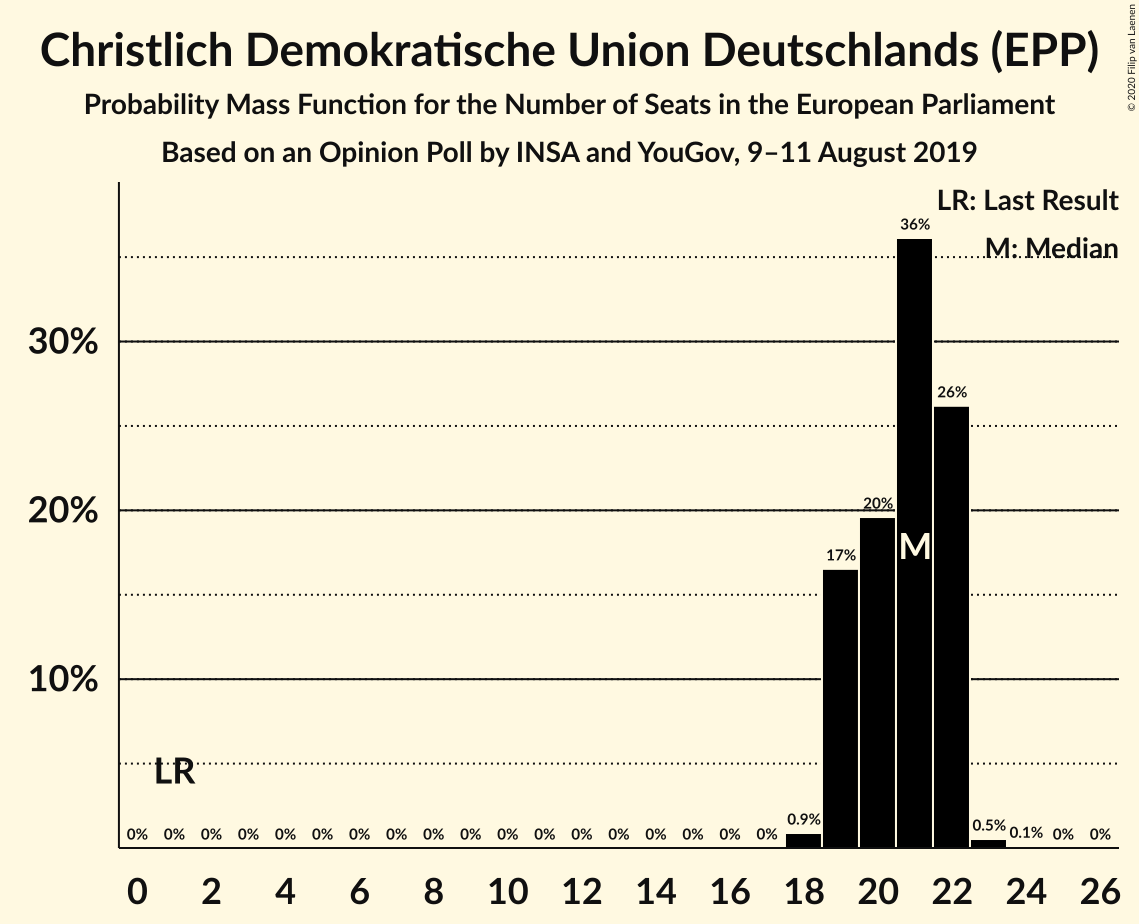 Christlich Demokratische Union Deutschlands (EPP)
Probability Mass Function for the Number of Seats in the European Parliament
Based on an Opinion Poll by INSA and YouGov, 9–11 August 2019
© 2020 Filip van Laenen
LR: Last Result
M: Median
36%
30%
26%
20%
20%
M
17%
10%
LR
0% 0% 0% 0% 0% 0% 0% 0% 0% 0% 0% 0% 0% 0% 0% 0% 0% 0% 0.9% 0.5% 0.1% 0% 0%
0 2 4 6 8 10 12 14 16 18 20 22 24 26